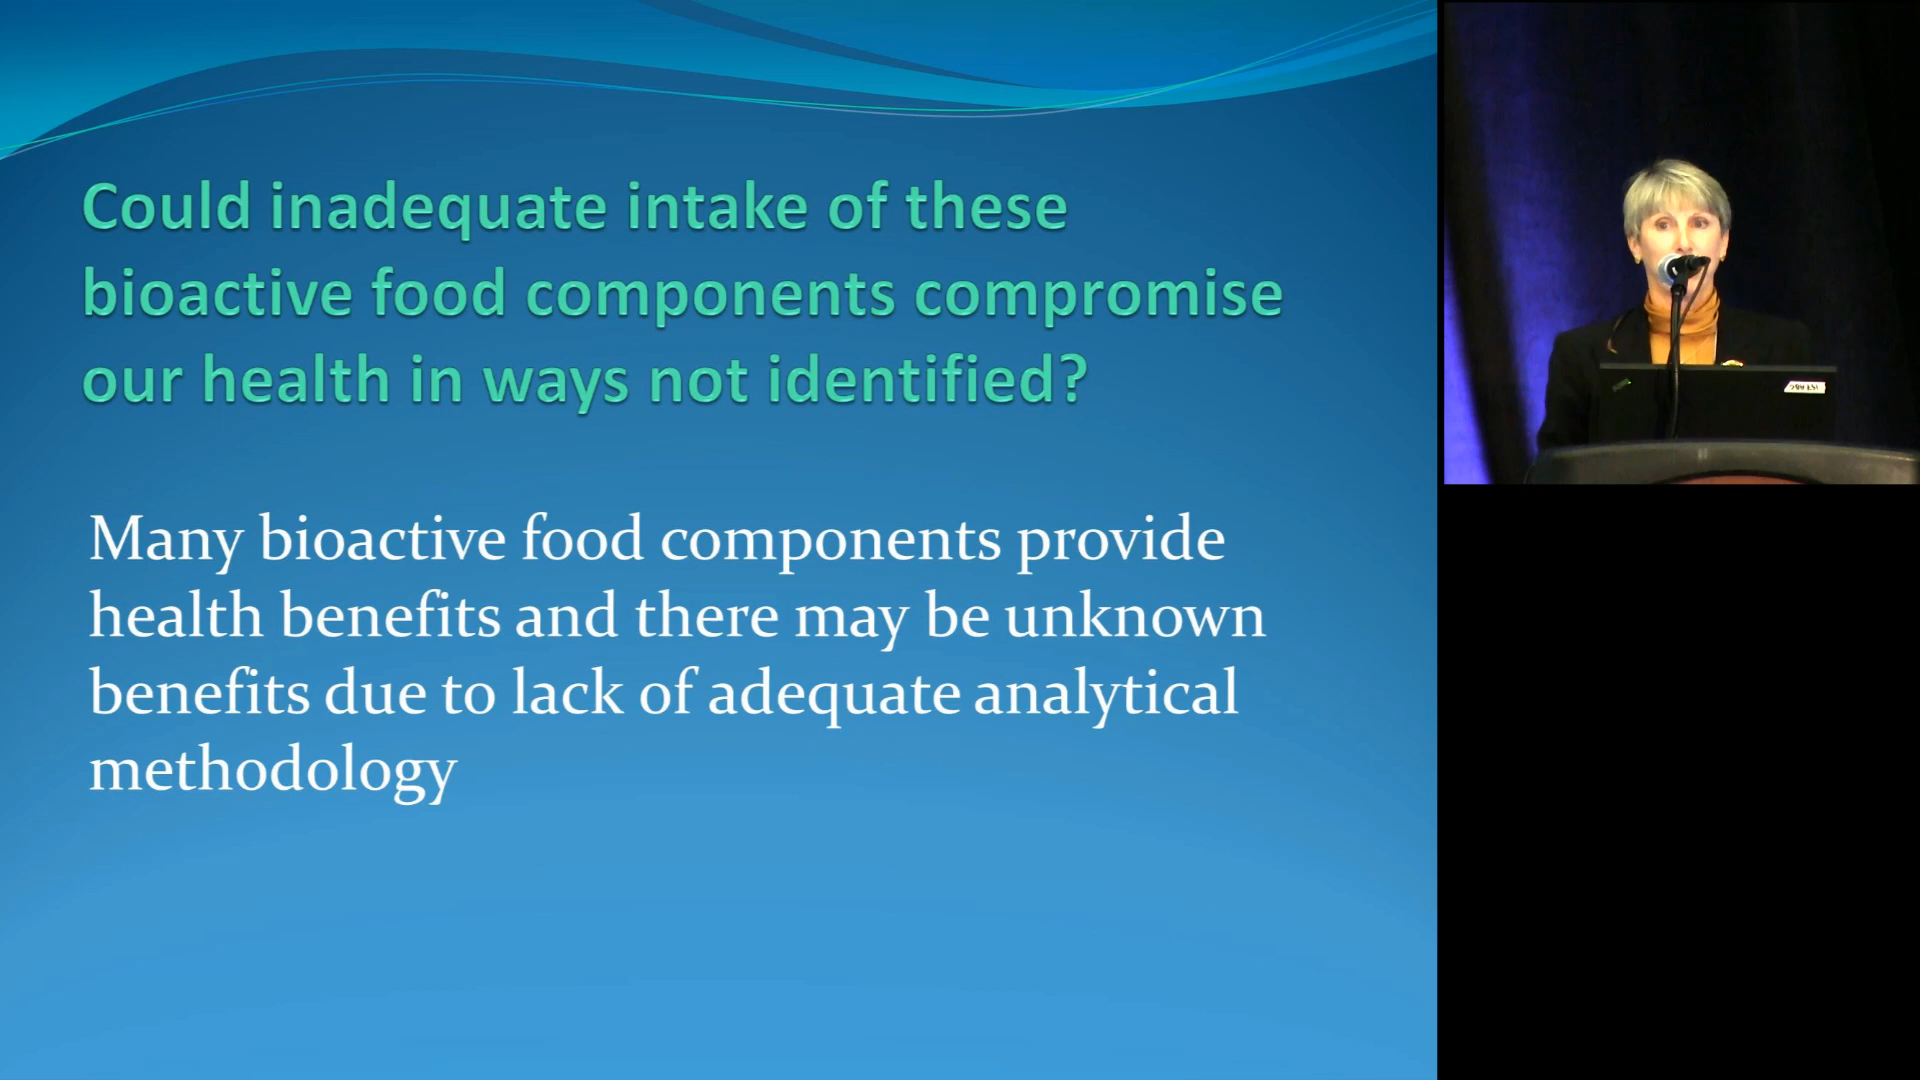 Could inadequate intake of these
bioactive food components compromise
our health in ways not identified?
Many bioactive food components provide
health benefits and there may be unknown
benefits due to lack of adequate analytical
methodology